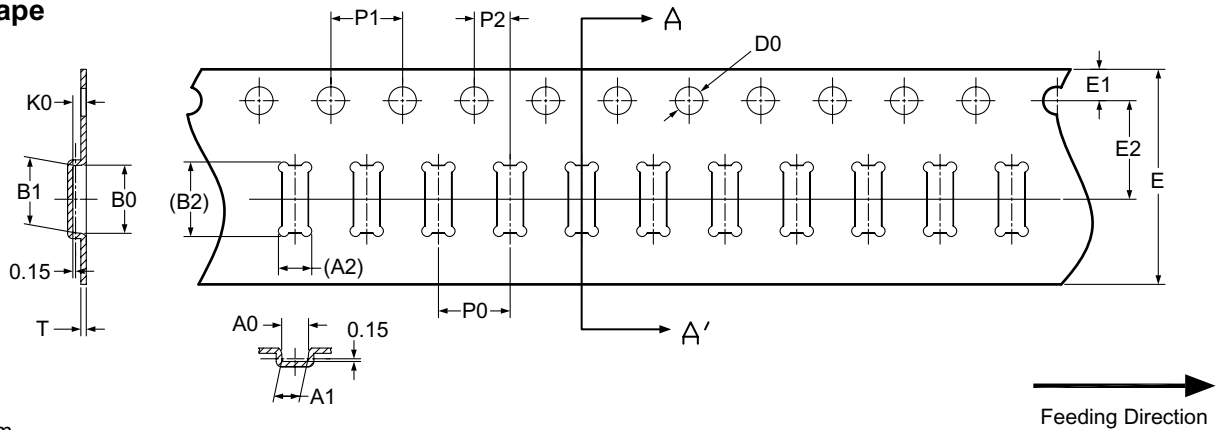 ape
P1
P2
A
D0
E1
K0
E2
B1
B0
(B2)
E
0.15
(A2)
P0
T
A0
0.15
A'
A1
Feeding Direction